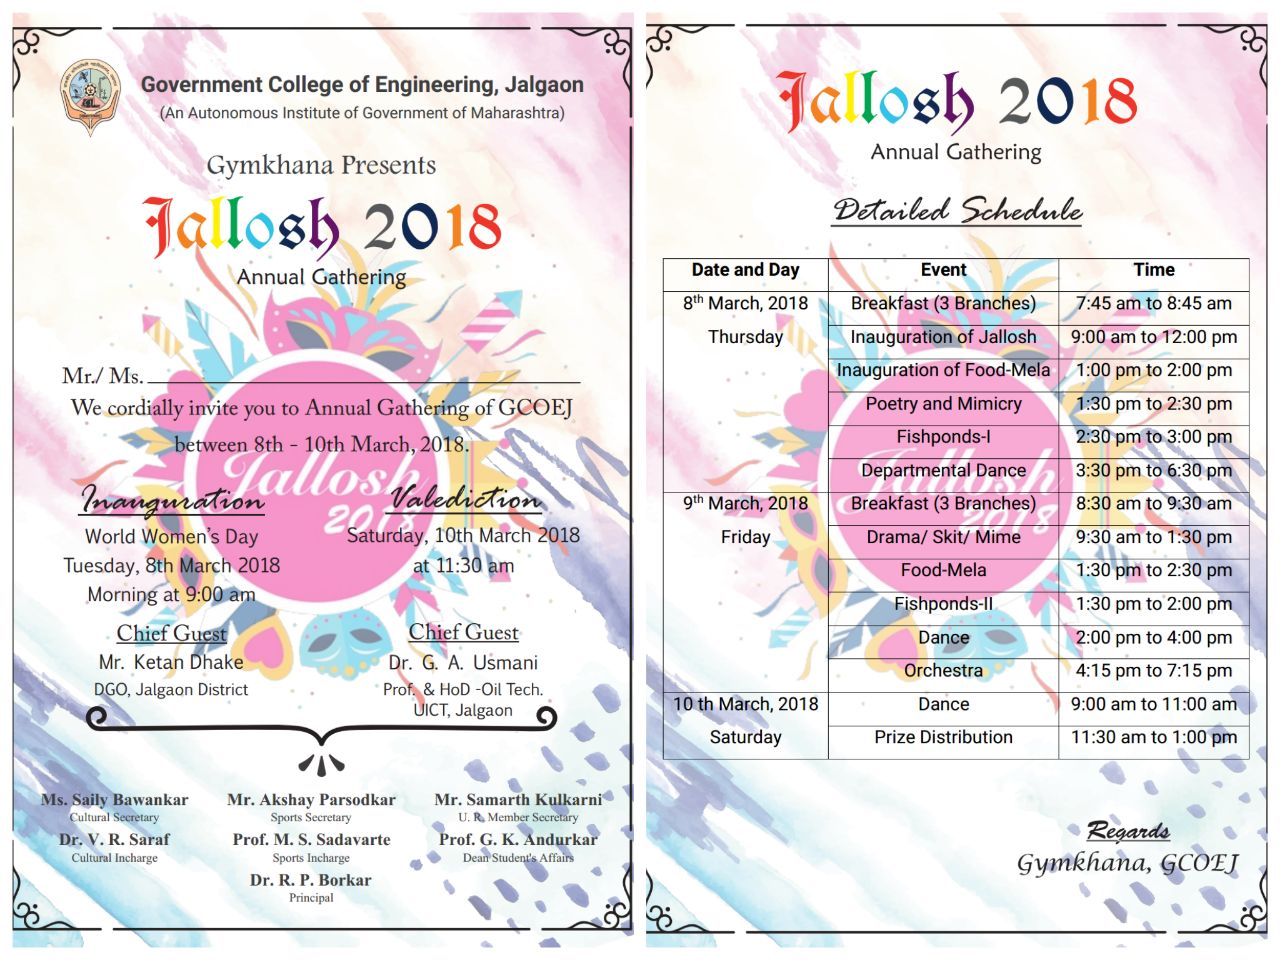 Government College of Engineering, Jalgaon
(An Autonomous Institute of Government of Maharashtra)
Gymkhana Presents
Jallosh 2018
Annual Gathering
Mr./ Ms.
We cordially invite you to Annual Gathering of GCOEJ
between 8th - 10th March, 2018.
Jallosh
2018
Inauguration
World Women's Day
Tuesday, 8th March 2018
Morning at 9:00 am
Chief Guest
Mr. Ketan Dhake
DGO, Jalgaon District
Valediction
Saturday, 10th March 2018
at 11:30 am
Chief Guest
Dr. G. A. Usmani
Prof. & HoD -Oil Tech.
UICT, Jalgaon
Ms. Saily Bawankar
Cultural Secretary
Mr. Akshay Parsodkar
Sports Secretary
Mr. Samarth Kulkarni
U. R. Member Secretary
Dr. V. R. Saraf
Cultural Incharge
Prof. M. S. Sadavarte
Sports Incharge
Prof. G. K. Andurkar
Dean Student's Affairs
Dr. R. P. Borkar
Principal
Jallosh 2018
Annual Gathering
Detailed Schedule
Date and Day Event Time
8th March, 2018 Breakfast (3 Branches) 7:45 am to 8:45 am
Thursday Inauguration of Jallosh 9:00 am to 12:00 pm
Inauguration of Food-Mela 1:00 pm to 2:00 pm
Poetry and Mimicry 1:30 pm to 2:30 pm
Fishponds-I 2:30 pm to 3:00 pm
Departmental Dance 3:30 pm to 6:30 pm
9th March, 2018 Breakfast (3 Branches) 8:30 am to 9:30 am
Friday Drama/ Skit/ Mime 9:30 am to 1:30 pm
Food-Mela 1:30 pm to 2:30 pm
Fishponds-II 1:30 pm to 2:00 pm
Dance 2:00 pm to 4:00 pm
Orchestra 4:15 pm to 7:15 pm
10 th March, 2018 Dance 9:00 am to 11:00 am
Saturday Prize Distribution 11:30 am to 1:00 pm
Jallosh
2018
Regards
Gymkhana, GCOEJ